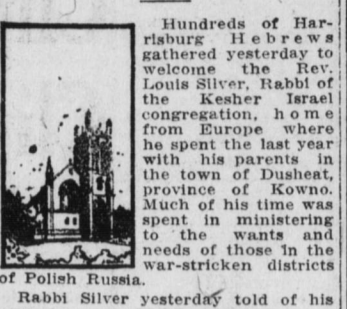 Hundreds of Har-
risburg Hebrews
gathered yesterday to
welcome the Rev.
Louis Silver, Rabbi of
the Kesher Israel
congregation, home
from Europe where
he spent the last year
with his parents in
the town of Dusheat,
province of Kowno.
Much of his time was
spent in ministering
to the wants and
needs of those in the
war-stricken districts
of Polish Russia.
Rabbi Silver yesterday told of his